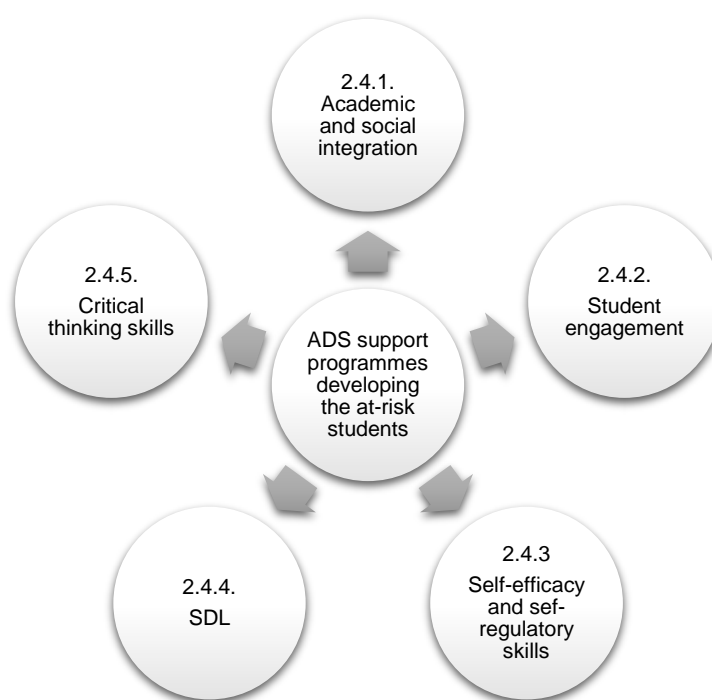 2.4.1.
Academic
and social
integration
2.4.5.
Critical
thinking skills
2.4.2.
Student
engagement
ADS support
programmes
developing
the at-risk
students
2.4.4.
SDL
2.4.3
Self-efficacy
and sef-
regulatory
skills